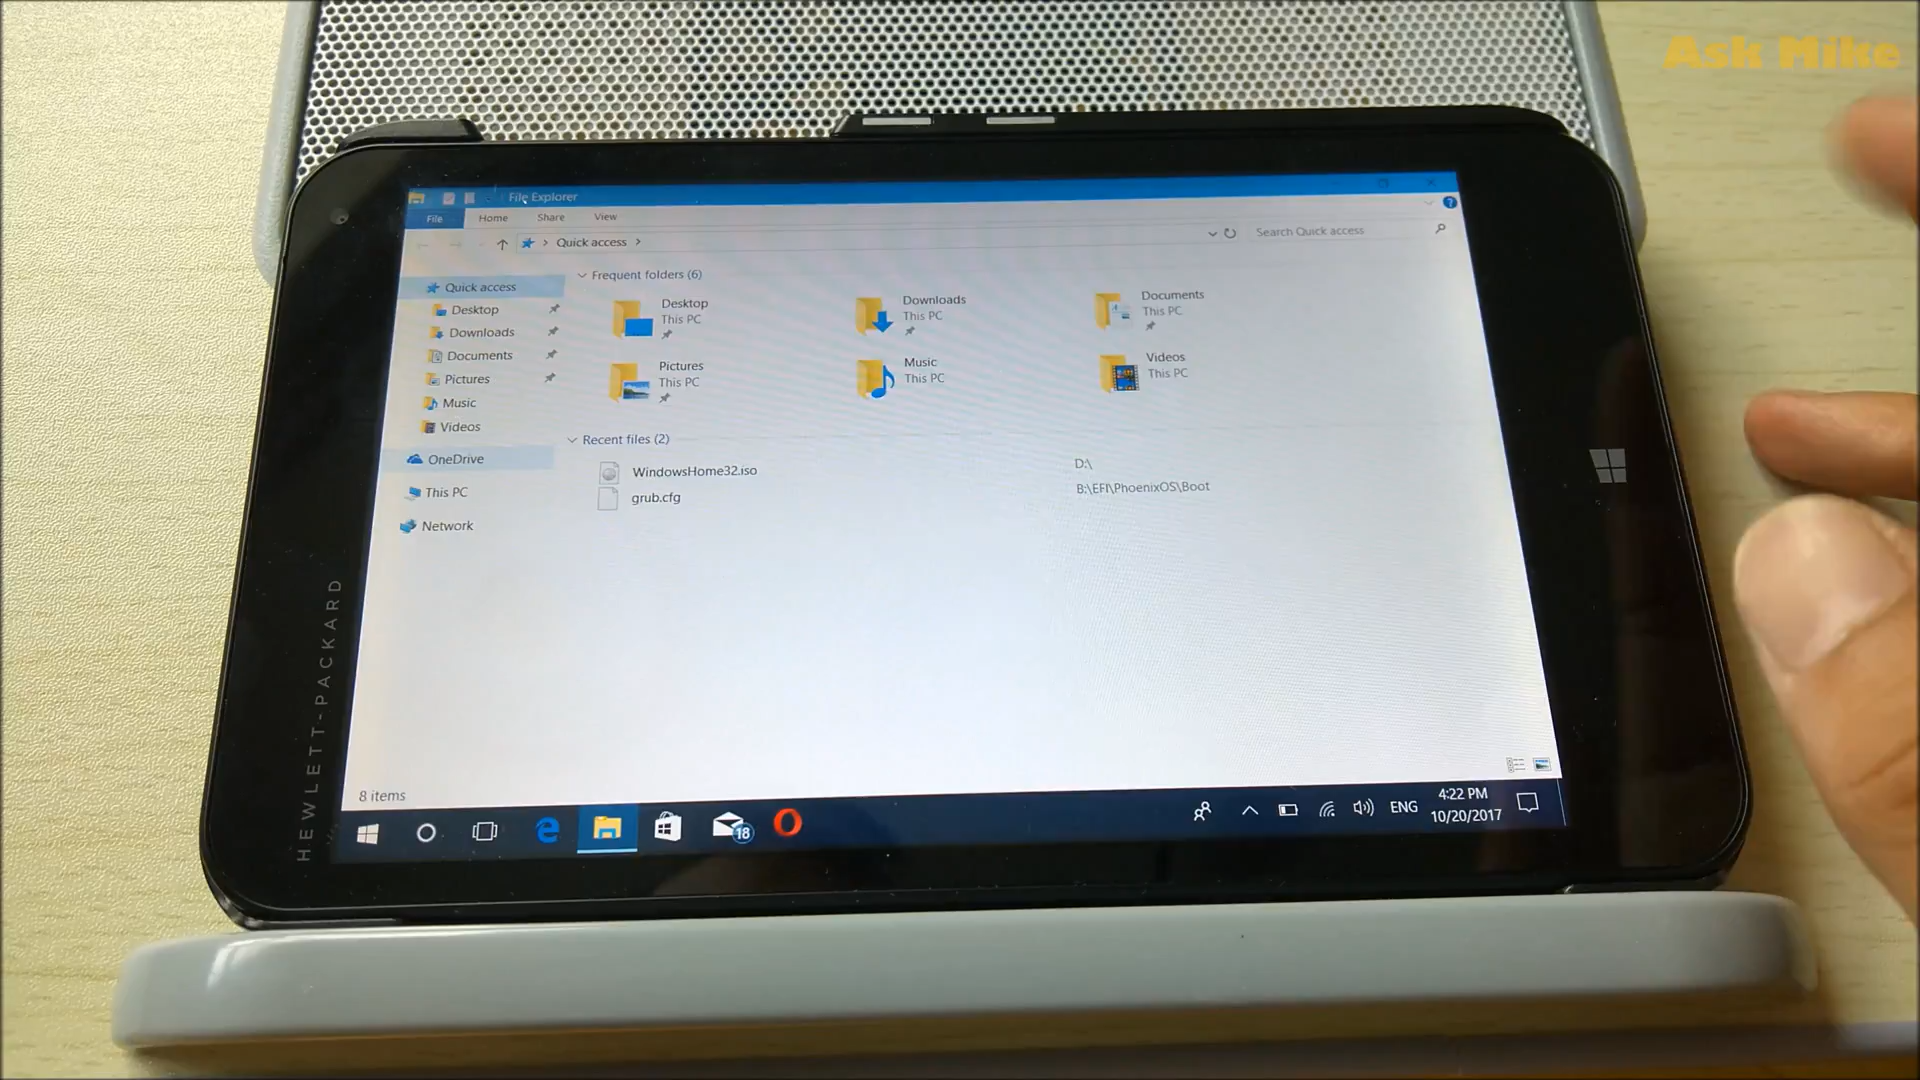 Ask Mike
File Explorer
File Home Share View
Quick access
Search Quick access
Quick access
Desktop
Downloads
Documents
Pictures
Music
Videos
OneDrive
This PC
Network
Frequent folders (6)
Desktop
This PC
Downloads
This PC
Documents
This PC
Pictures
This PC
Music
This PC
Videos
This PC
Recent files (2)
WindowsHome32.iso D:\
grub.cfg B:\EFI\PhoenixOS\Boot
8 items
18
ENG
4:22 PM
10/20/2017
HEWLETT-PACKARD